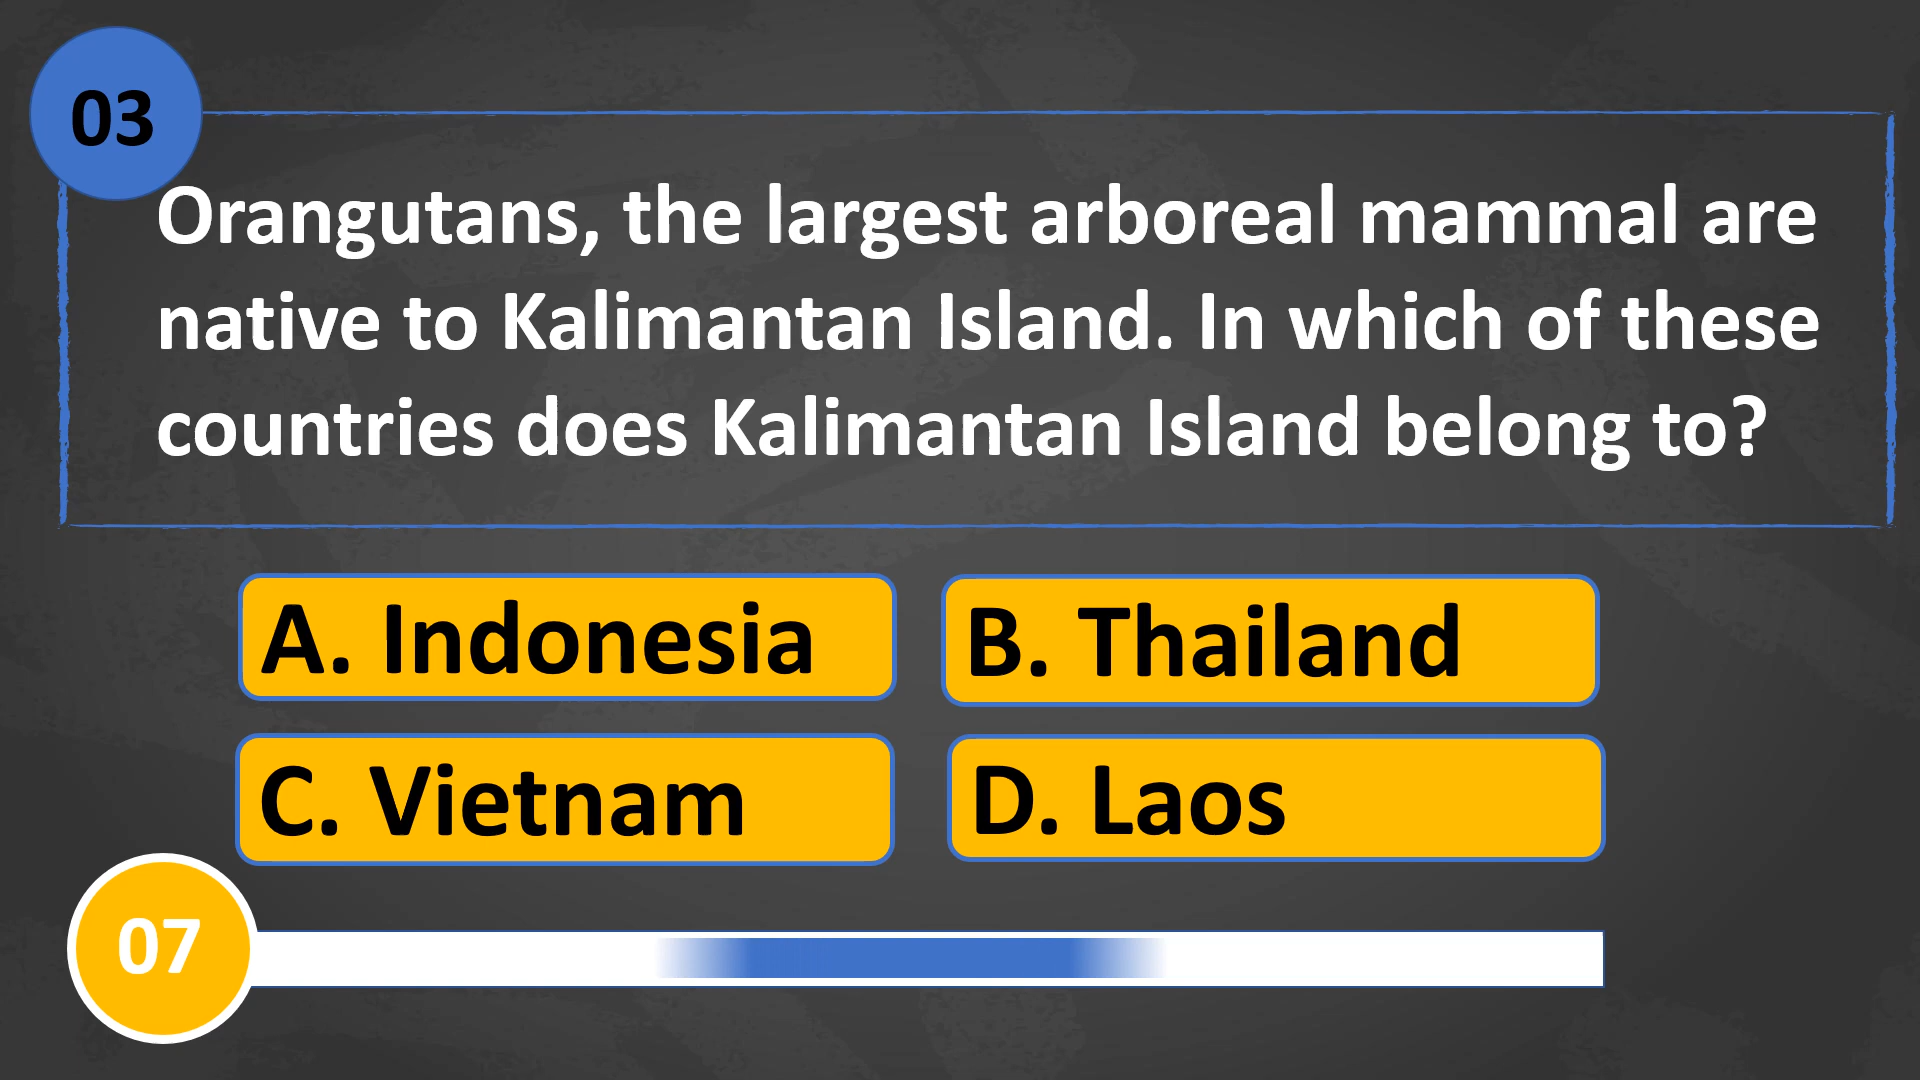 03
Orangutans, the largest arboreal mammal are
native to Kalimantan Island. In which of these
countries does Kalimantan Island belong to?
A. Indonesia
B. Thailand
C. Vietnam
D. Laos
07